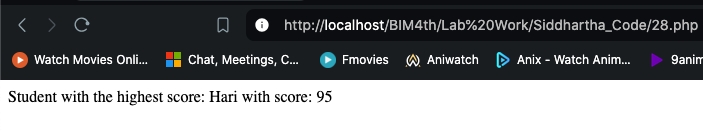 http://localhost/BIM4th/Lab%20Work/Siddhartha_Code/28.php
Watch Movies Onli... Chat, Meetings, C... Fmovies Aniwatch Anix - Watch Anim... 9anim
Student with the highest score: Hari with score: 95